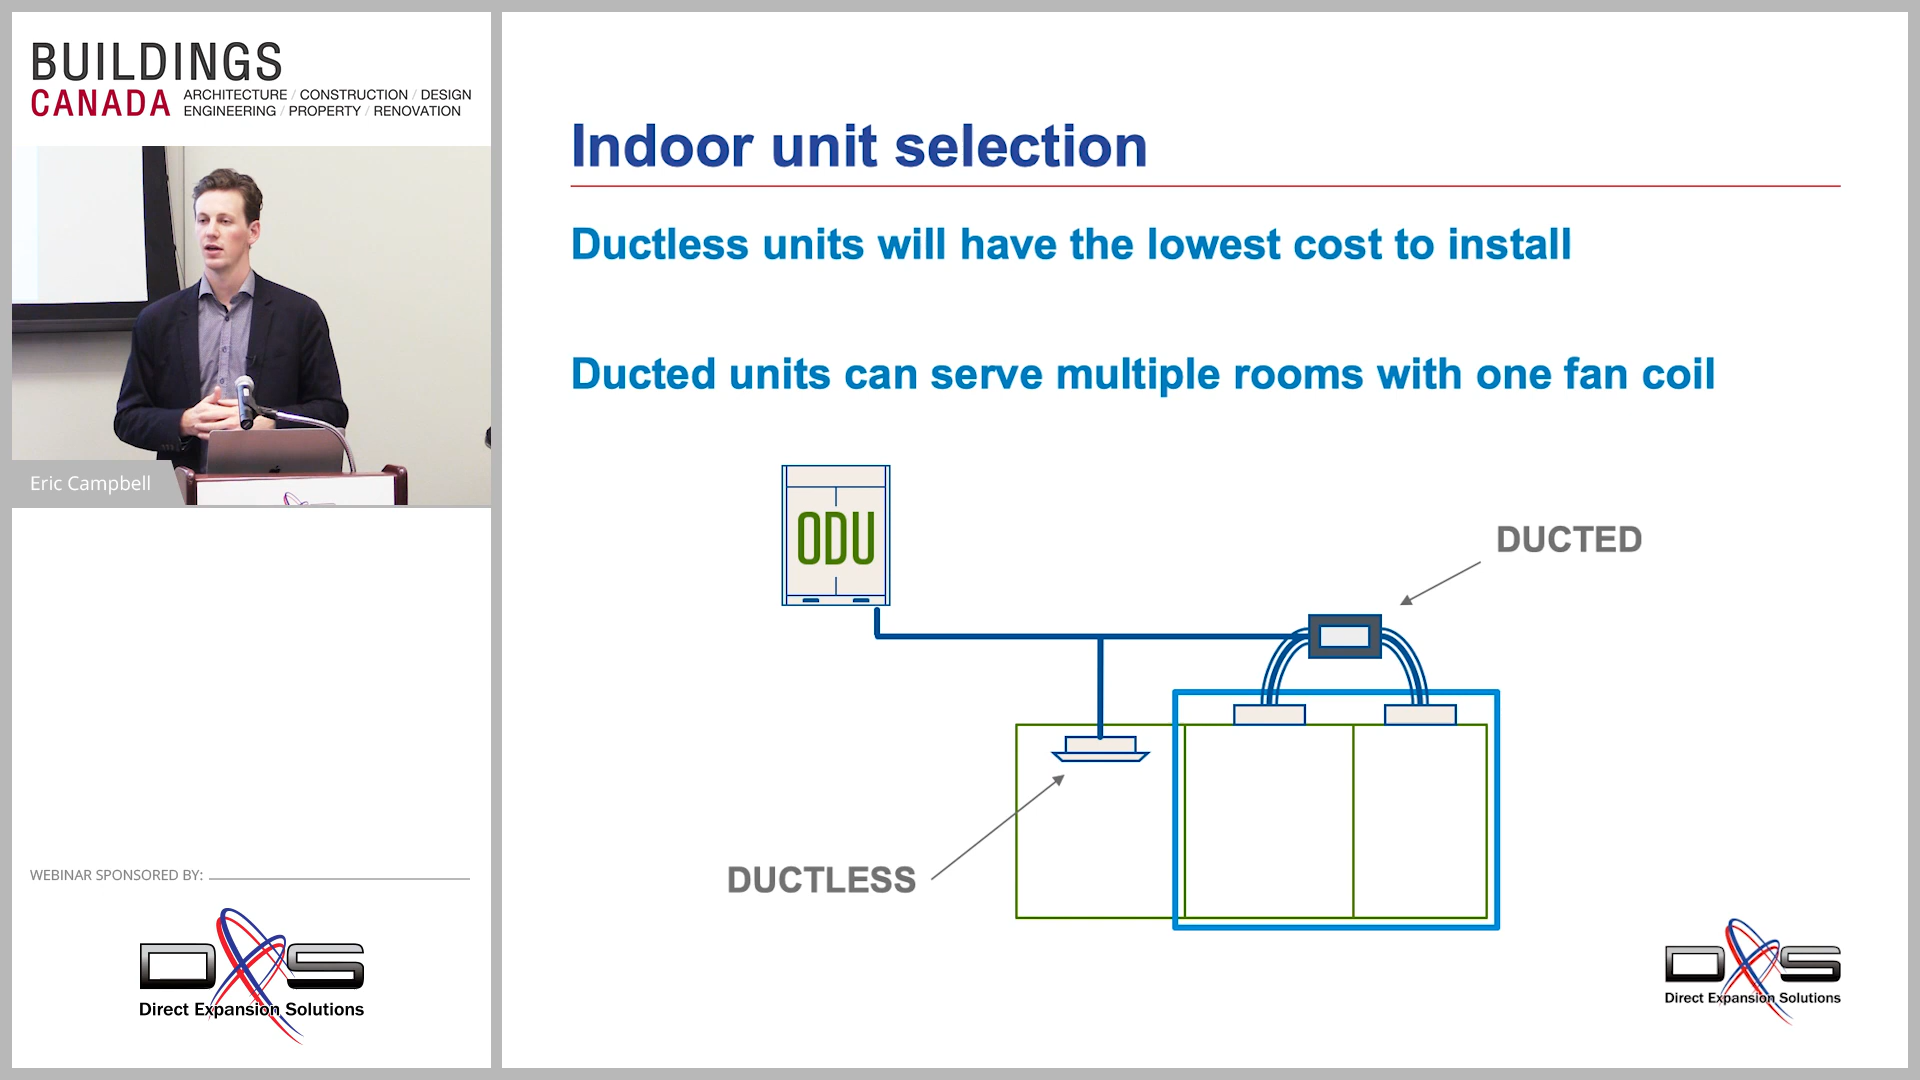 BUILDINGS
CANADA
ARCHITECTURE / CONSTRUCTION / DESIGN
ENGINEERING / PROPERTY / RENOVATION
Eric Campbell
WEBINAR SPONSORED BY:
DXS
Direct Expansion Solutions
Indoor unit selection
Ductless units will have the lowest cost to install
Ducted units can serve multiple rooms with one fan coil
ODU
DUCTED
DUCTLESS
DXS
Direct Expansion Solutions